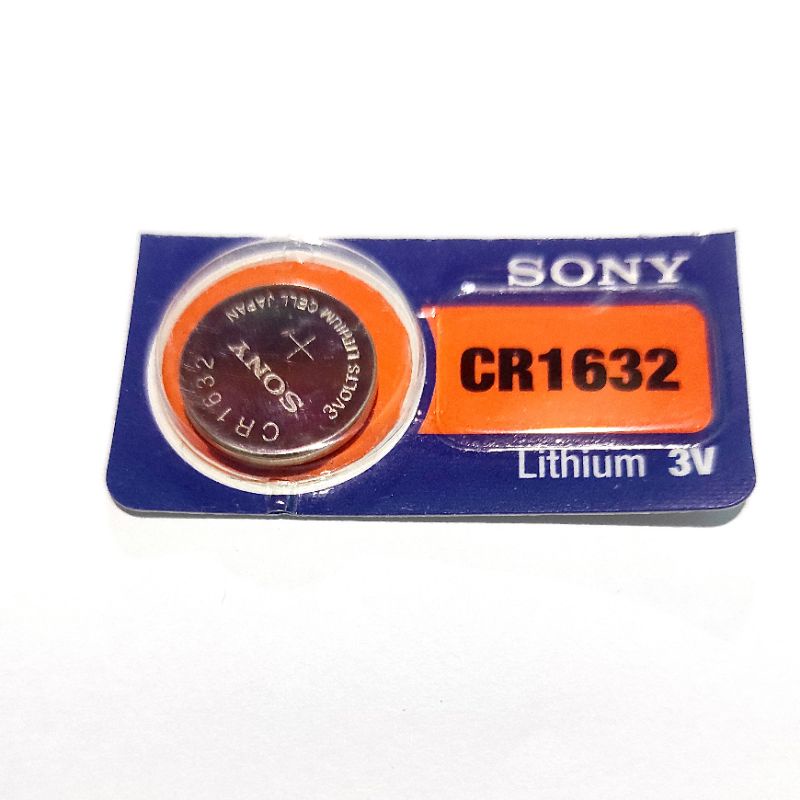 SONY
CR1632
Lithium 3V
+
SONY
CR1632
3VOLTS LITHIUM CELL JAPAN